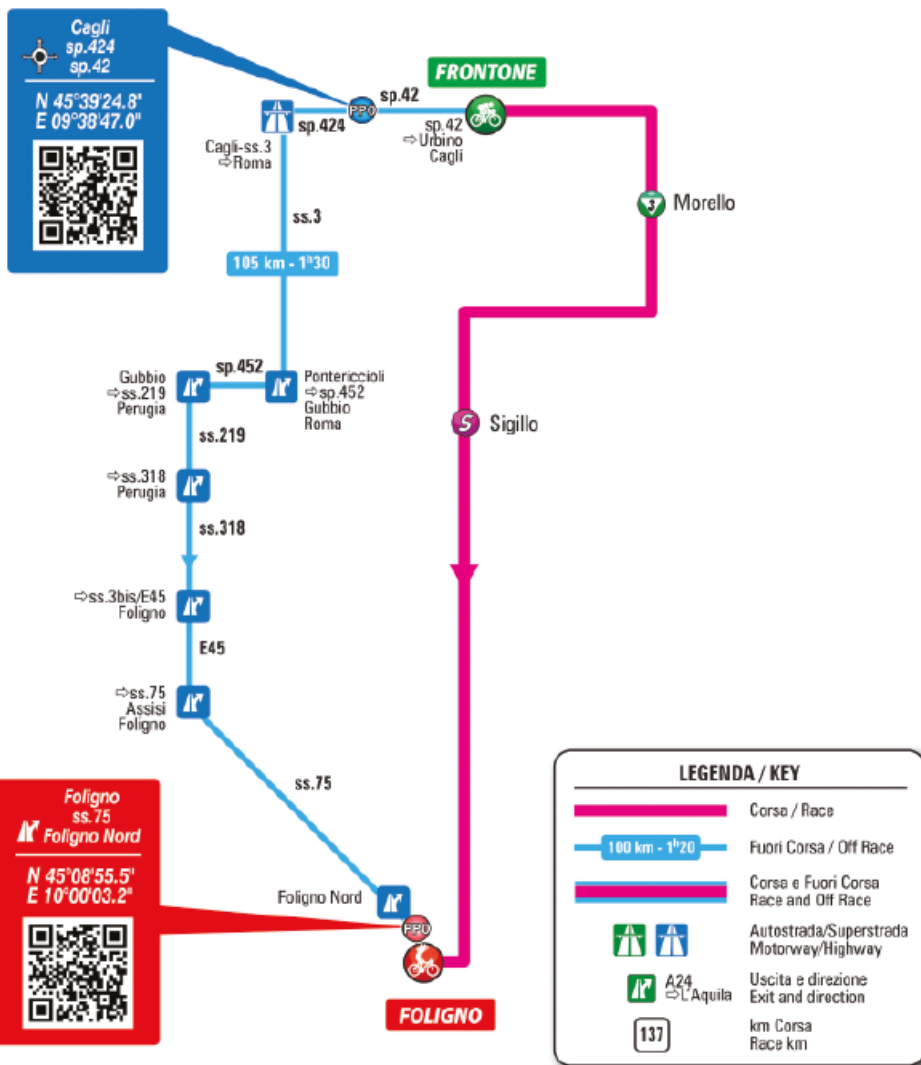 Cagli
sp.424
sp.42
N 45°39'24.8"
E 09°38'47.0"
FRONTONE
PPO
sp.42
sp.424
sp.42
⇨Urbino
Cagli
Cagli-ss.3
⇨Roma
3
Morello
ss.3
105 km - 1ʰ30
sp.452
Gubbio
⇨ss.219
Perugia
Pontericcioli
⇨sp.452
Gubbio
Roma
S
Sigillo
ss.219
⇨ss.318
Perugia
ss.318
⇨ss.3bis/E45
Foligno
E45
⇨ss.75
Assisi
Foligno
ss.75
Foligno
ss.75
Foligno Nord
N 45°08'55.5"
E 10°00'03.2"
Foligno Nord
PPO
FOLIGNO
LEGENDA / KEY
Corsa / Race
100 km - 1ʰ20
Fuori Corsa / Off Race
Corsa e Fuori Corsa
Race and Off Race
Autostrada/Superstrada
Motorway/Highway
A24
⇨L'Aquila
Uscita e direzione
Exit and direction
137
km Corsa
Race km